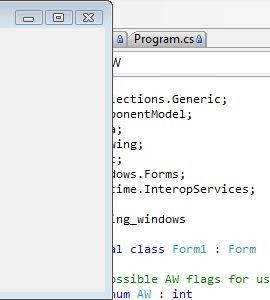 Program.cs
W
lections.Generic;
ponentModel;
a;
wing;
t;
dows.Forms;
time.InteropServices;
ing_windows
al class Form1 : Form
ossible AW flags for us
num AW : int